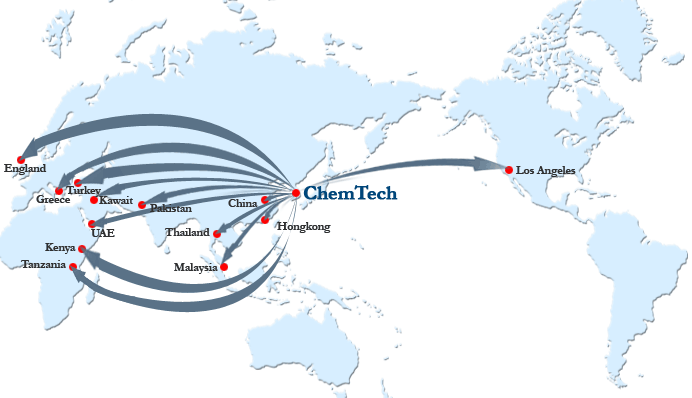 England
Los Angeles
Turkey
ChemTech
Greece
Kawait
China
Pakistan
Hongkong
UAE
Thailand
Kenya
Tanzania
Malaysia